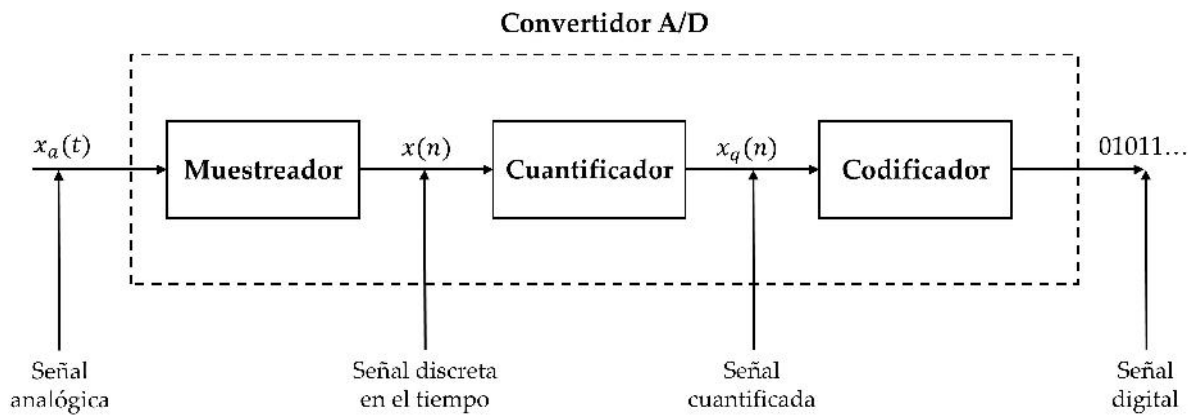 Convertidor A/D
x_a(t)
Muestreador
x(n)
Cuantificador
x_q(n)
Codificador
01011...
Señal
analógica
Señal discreta
en el tiempo
Señal
cuantificada
Señal
digital